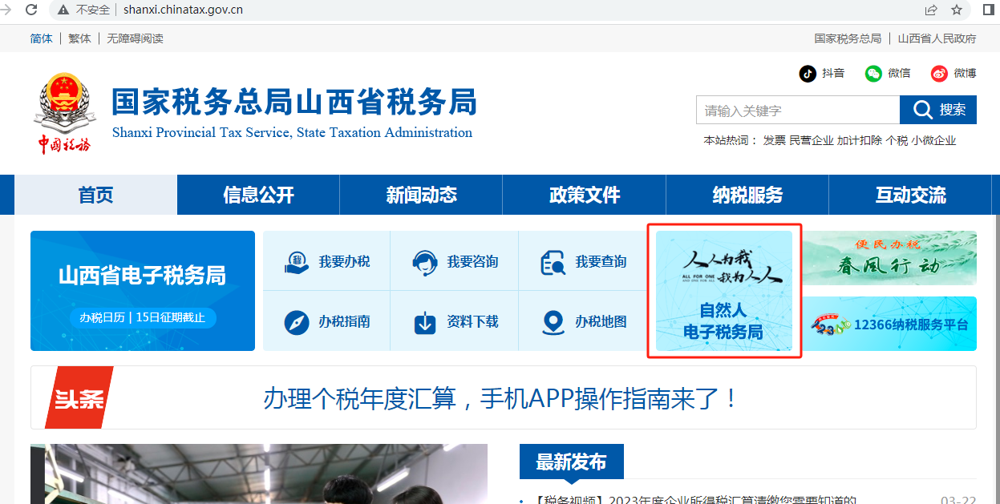 不安全 shanxi.chinatax.gov.cn
简体 | 繁体 | 无障碍阅读 国家税务总局 | 山西省人民政府
抖音 微信 微博
国家税务总局山西省税务局
Shanxi Provincial Tax Service, State Taxation Administration
中国税务
请输入关键字 搜索
本站热词： 发票 民营企业 加计扣除 个税 小微企业
首页 信息公开 新闻动态 政策文件 纳税服务 互动交流
山西省电子税务局
办税日历 | 15日征期截止
我要办税 我要咨询 我要查询
办税指南 资料下载 办税地图
人人为我
ALL FOR ONE
AND ONE FOR ALL
我为人人
自然人
电子税务局
便民办税
春风行动
12366纳税服务平台
头条
办理个税年度汇算，手机APP操作指南来了！
最新发布
【税务视频】2023年度企业所得税汇算清缴您需要知道的 03-22